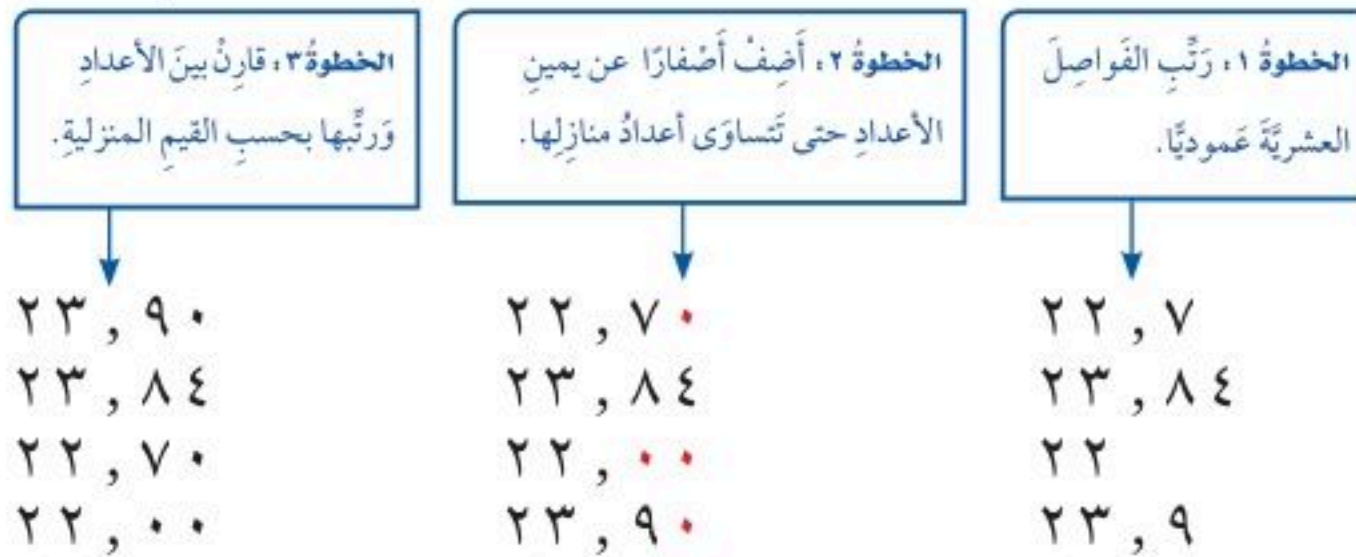 الخطوةُ ١: رَتِّبِ الفَواصِلَ
العشريَّةَ عَموديًّا.
٢٢,٧
٢٣,٨٤
٢٢
٢٣,٩
الخطوةُ ٢: أَضِفْ أَصْفارًا عن يمينِ
الأعدادِ حتى تَتساوَى أعدادُ منازِلِها.
٢٢,٧٠
٢٣,٨٤
٢٢,٠٠
٢٣,٩٠
الخطوةُ ٣: قارِنْ بينَ الأعدادِ
وَرتِّبها بحسبِ القيمِ المنزليةِ.
٢٣,٩٠
٢٣,٨٤
٢٢,٧٠
٢٢,٠٠